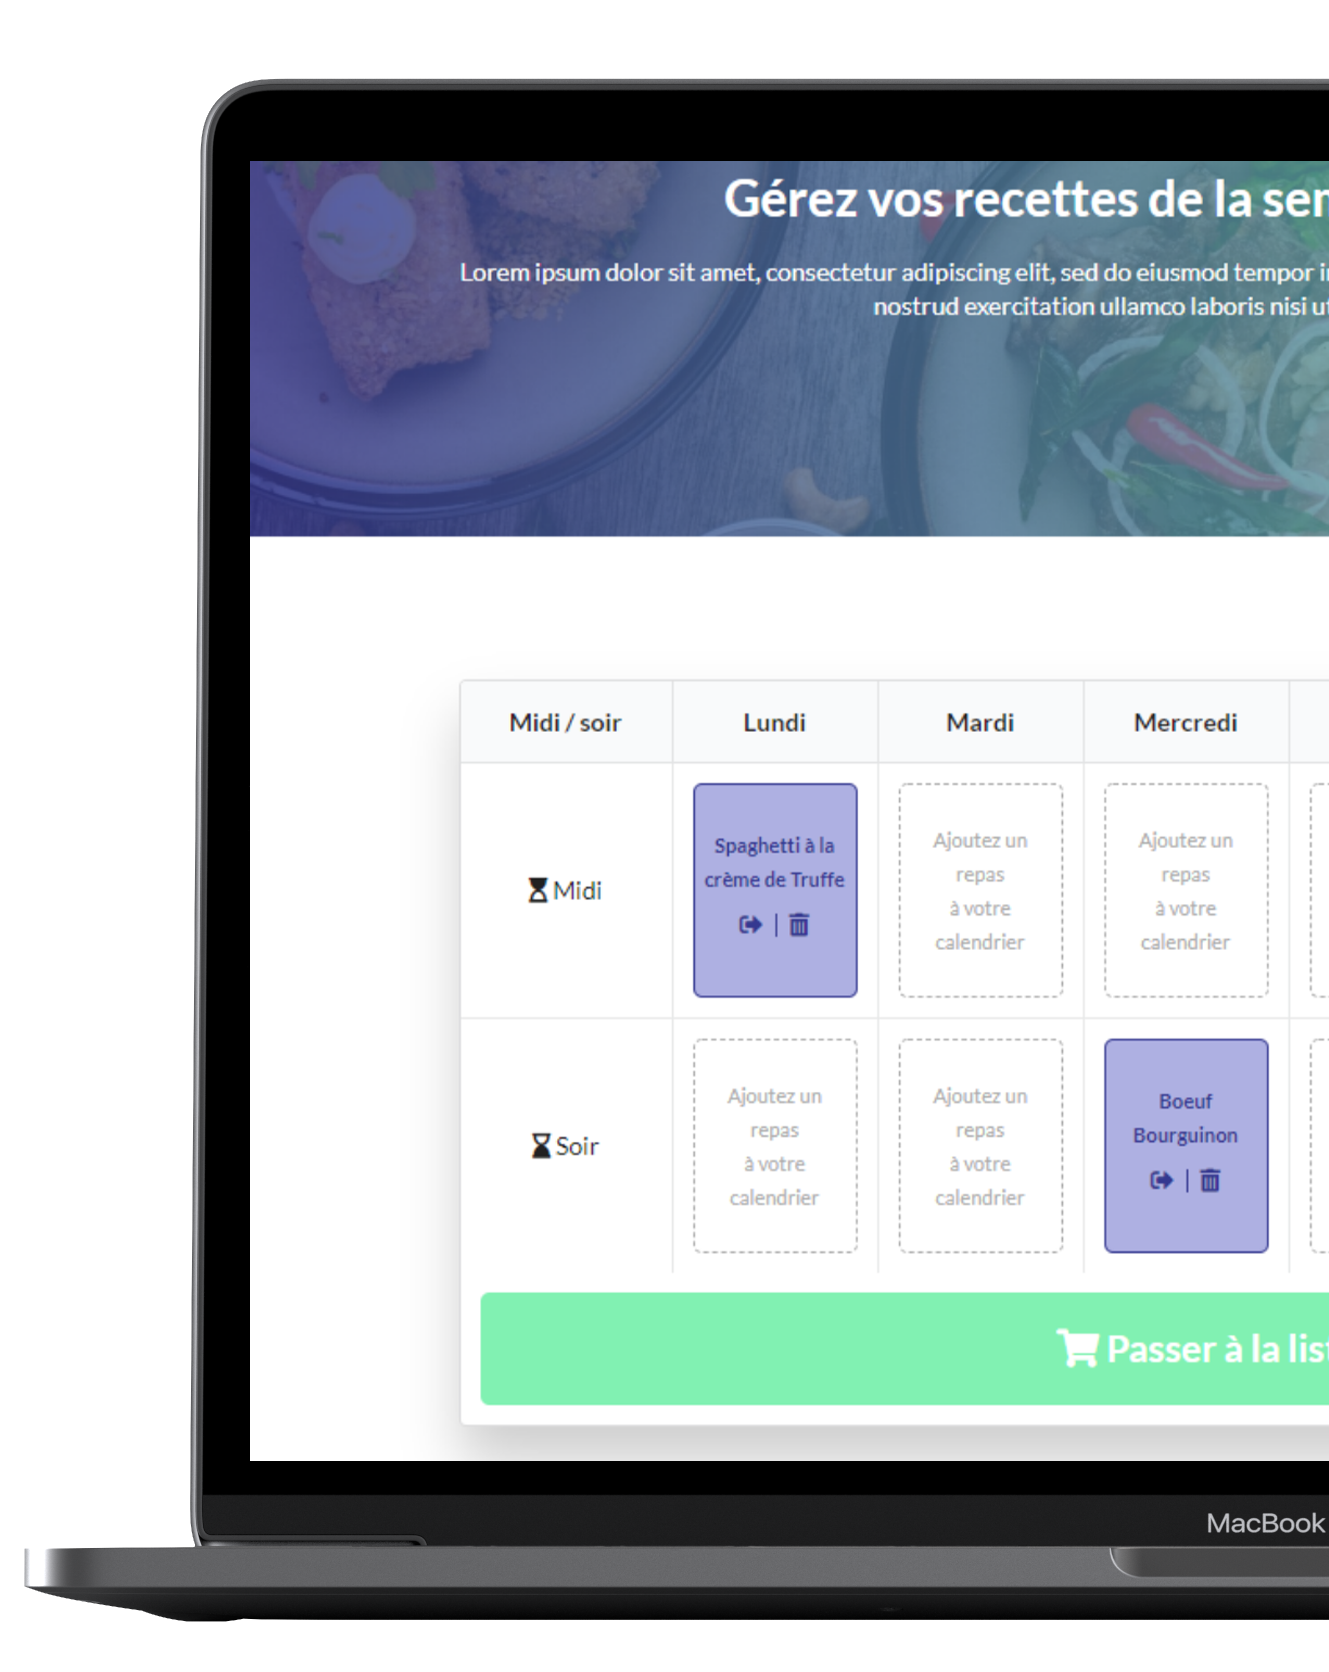 Gérez vos recettes de la
Lorem ipsum dolor sit amet, consectetur adipiscing elit, sed do eiusmod tempor
nostrud exercitation ullamco laboris nisi
Midi / soir
Lundi
Mardi
Mercredi
Midi
Spaghetti à la
crème de Truffe
Ajoutez un
repas
à votre
calendrier
Ajoutez un
repas
à votre
calendrier
Soir
Ajoutez un
repas
à votre
calendrier
Ajoutez un
repas
à votre
calendrier
Boeuf
Bourguinon
Passer à la
MacBook